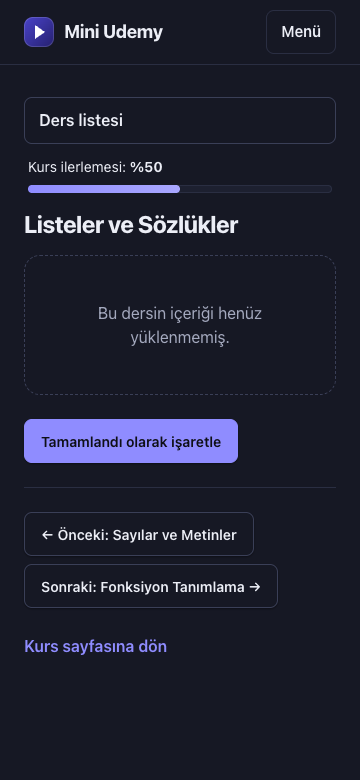 Mini Udemy
Menü
Ders listesi
Kurs ilerlemesi: %50
Listeler ve Sözlükler
Bu dersin içeriği henüz
yüklenmemiş.
Tamamlandı olarak işaretle
← Önceki: Sayılar ve Metinler
Sonraki: Fonksiyon Tanımlama →
Kurs sayfasına dön